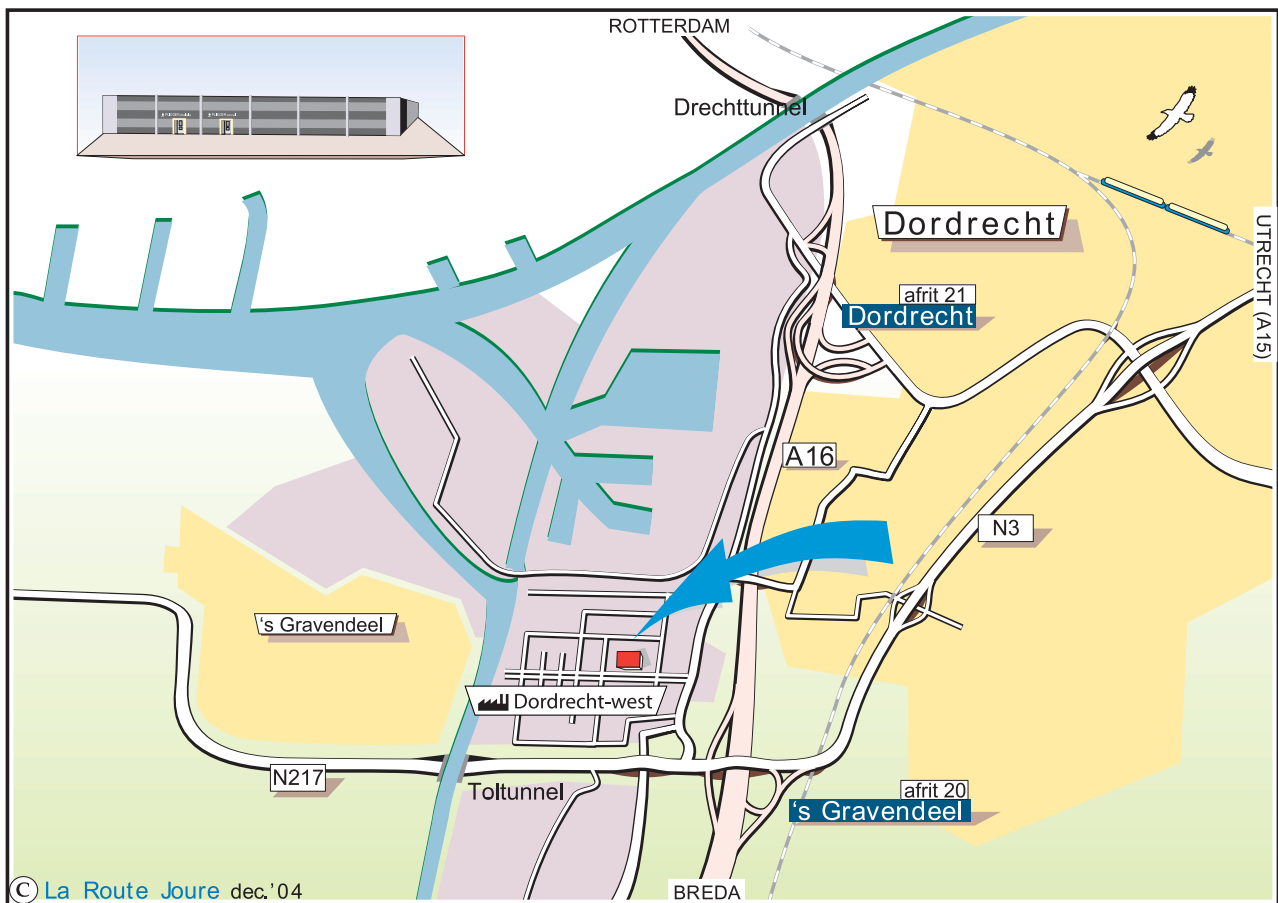 ROTTERDAM
Drechttunnel
Dordrecht
UTRECHT (A15)
afrit 21
Dordrecht
A16
N3
's Gravendeel
Dordrecht-west
N217
Toltunnel
afrit 20
's Gravendeel
BREDA
© La Route Joure dec.'04